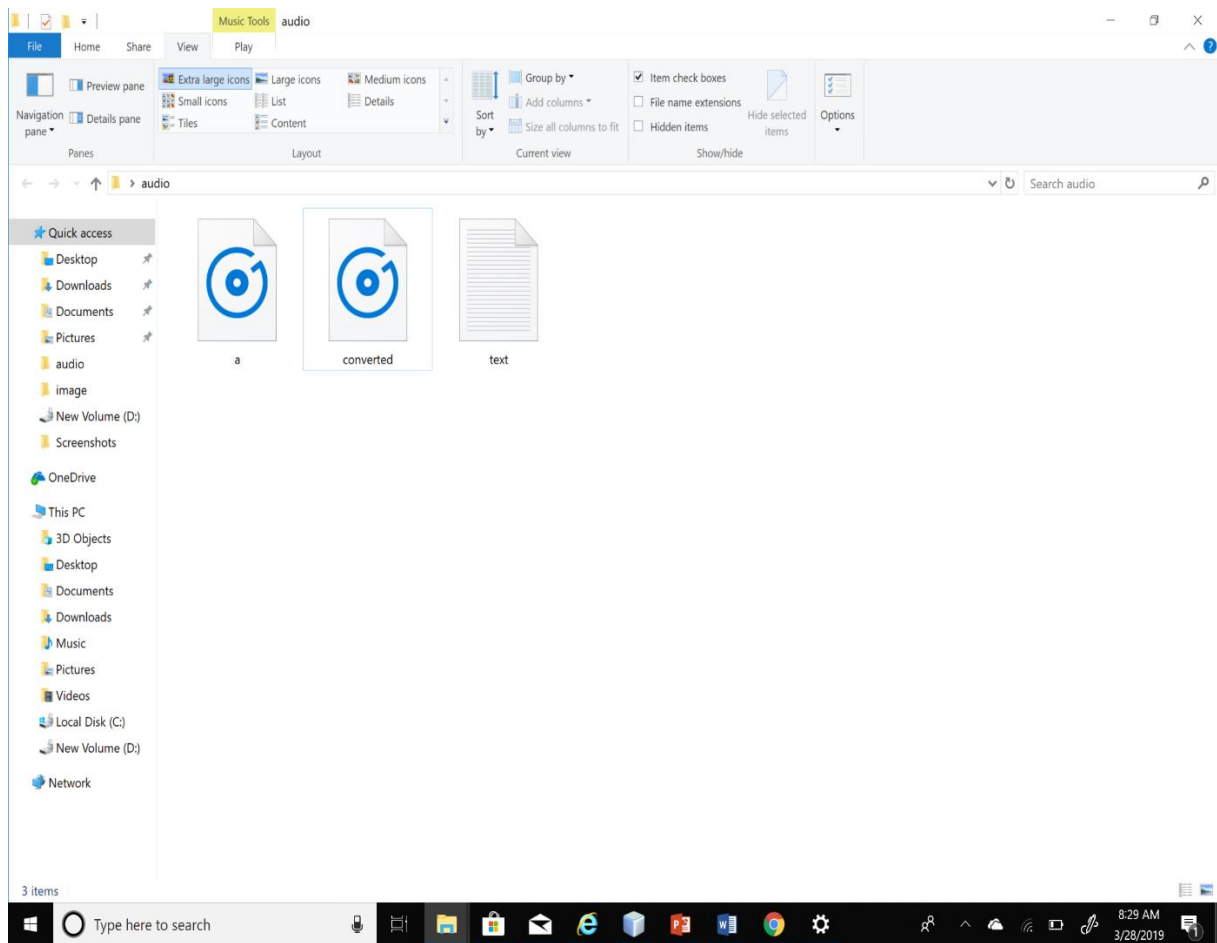 Music Tools audio
File Home Share View Play
Preview pane Extra large icons Large icons Medium icons Group by Item check boxes
Small icons List Details Add columns File name extensions
Navigation pane Details pane Tiles Content Sort by Size all columns to fit Hidden items Hide selected items Options
Panes Layout Current view Show/hide
> audio Search audio
Quick access
Desktop
Downloads
Documents
Pictures
audio
image
New Volume (D:)
Screenshots
OneDrive
This PC
3D Objects
Desktop
Documents
Downloads
Music
Pictures
Videos
Local Disk (C:)
New Volume (D:)
Network
a converted text
3 items
Type here to search
8:29 AM
3/28/2019